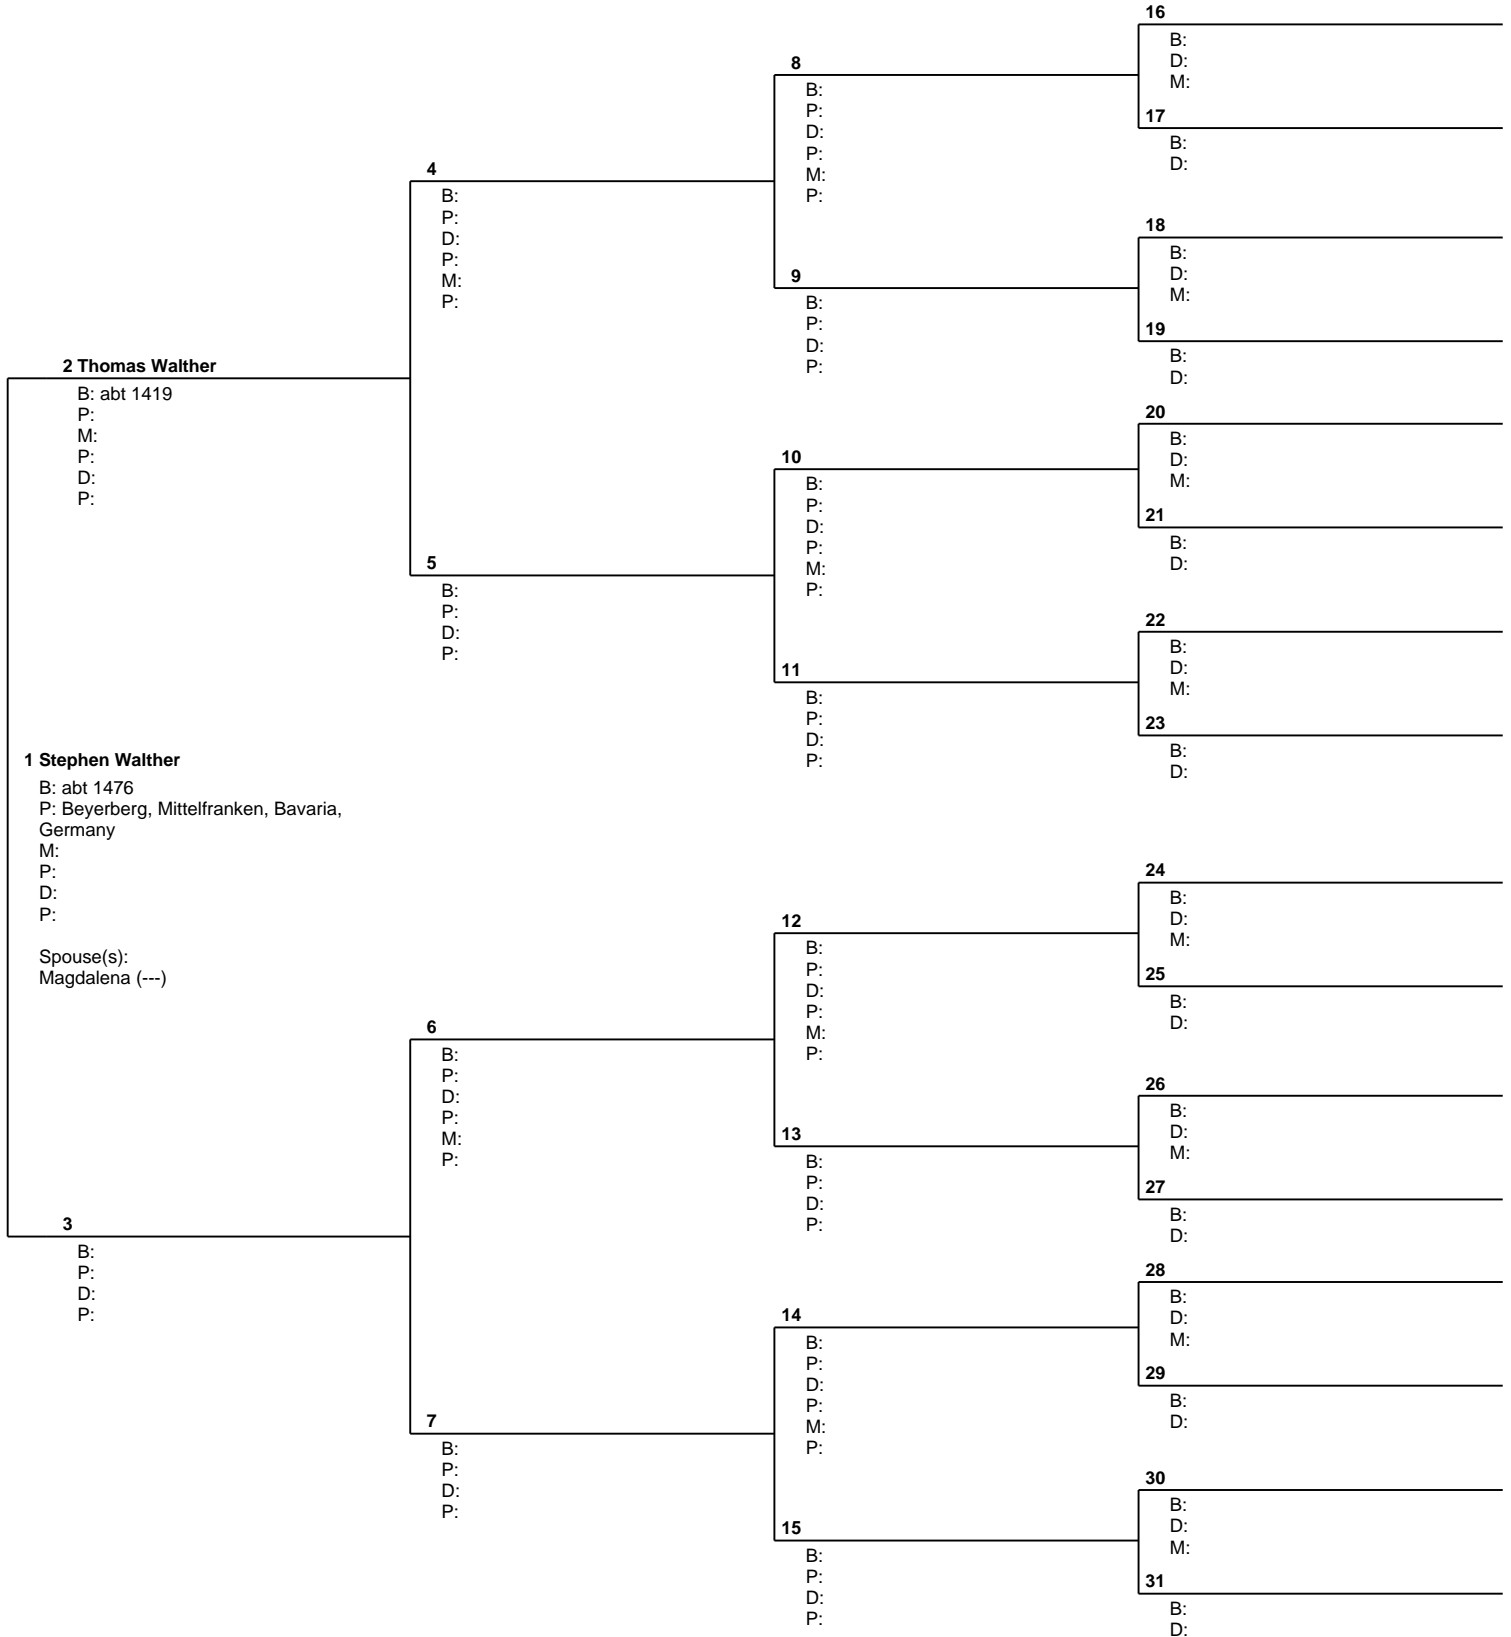 16
B:
D:
M:
8
B:
P:
D:
P:
M:
P:
17
B:
D:
4
B:
P:
D:
P:
M:
P:
18
B:
D:
M:
9
B:
P:
D:
P:
19
B:
D:
2 Thomas Walther
B: abt 1419
P:
M:
P:
D:
P:
20
B:
D:
M:
10
B:
P:
D:
P:
M:
P:
21
B:
D:
5
B:
P:
D:
P:
22
B:
D:
M:
11
B:
P:
D:
P:
23
B:
D:
1 Stephen Walther
B: abt 1476
P: Beyerberg, Mittelfranken, Bavaria,
Germany
M:
P:
D:
P:
Spouse(s):
Magdalena (---)
24
B:
D:
M:
12
B:
P:
D:
P:
M:
P:
25
B:
D:
6
B:
P:
D:
P:
M:
P:
26
B:
D:
M:
13
B:
P:
D:
P:
27
B:
D:
3
B:
P:
D:
P:
28
B:
D:
M:
14
B:
P:
D:
P:
M:
P:
29
B:
D:
7
B:
P:
D:
P:
30
B:
D:
M:
15
B:
P:
D:
P:
31
B:
D: